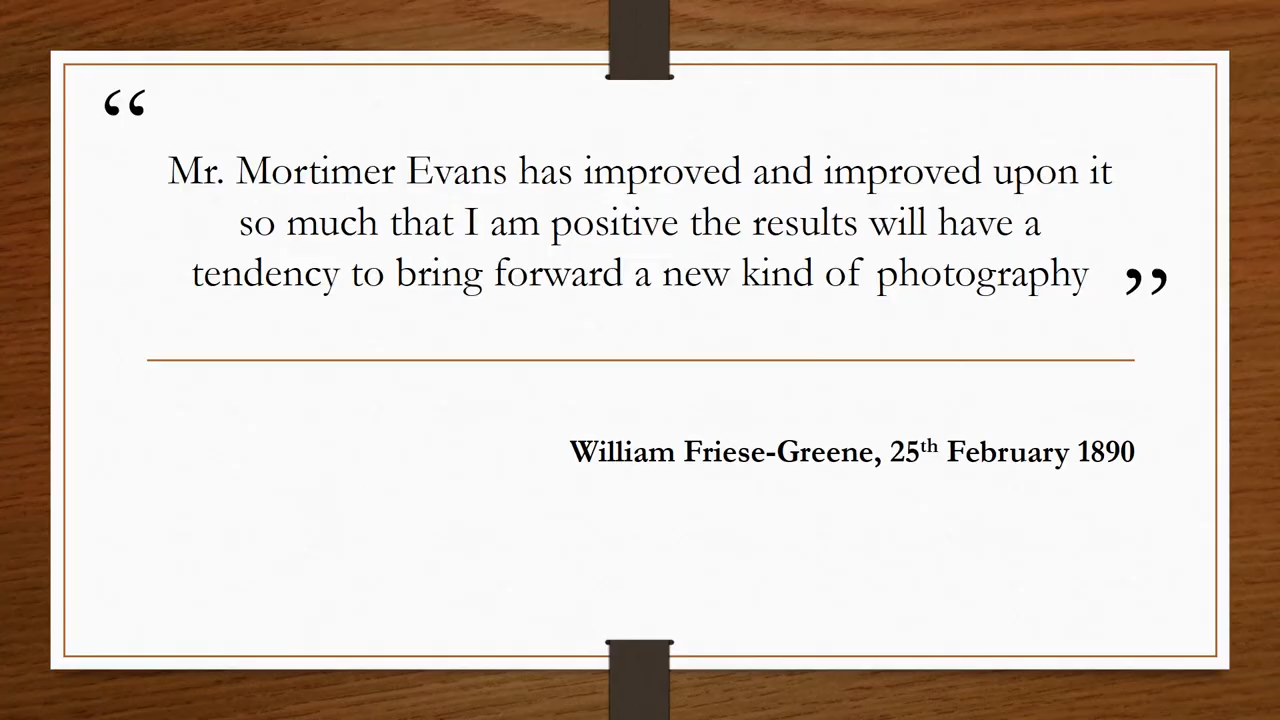 “
Mr. Mortimer Evans has improved and improved upon it
so much that I am positive the results will have a
tendency to bring forward a new kind of photography ”
William Friese-Greene, 25th February 1890